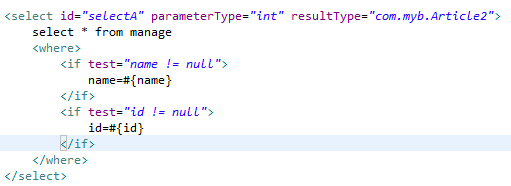 <select id="selectA" parameterType="int" resultType="com.myb.Article2">
select * from manage
<where>
<if test="name != null">
name=#{name}
</if>
<if test="id != null">
id=#{id}
</if>
</where>
</select>